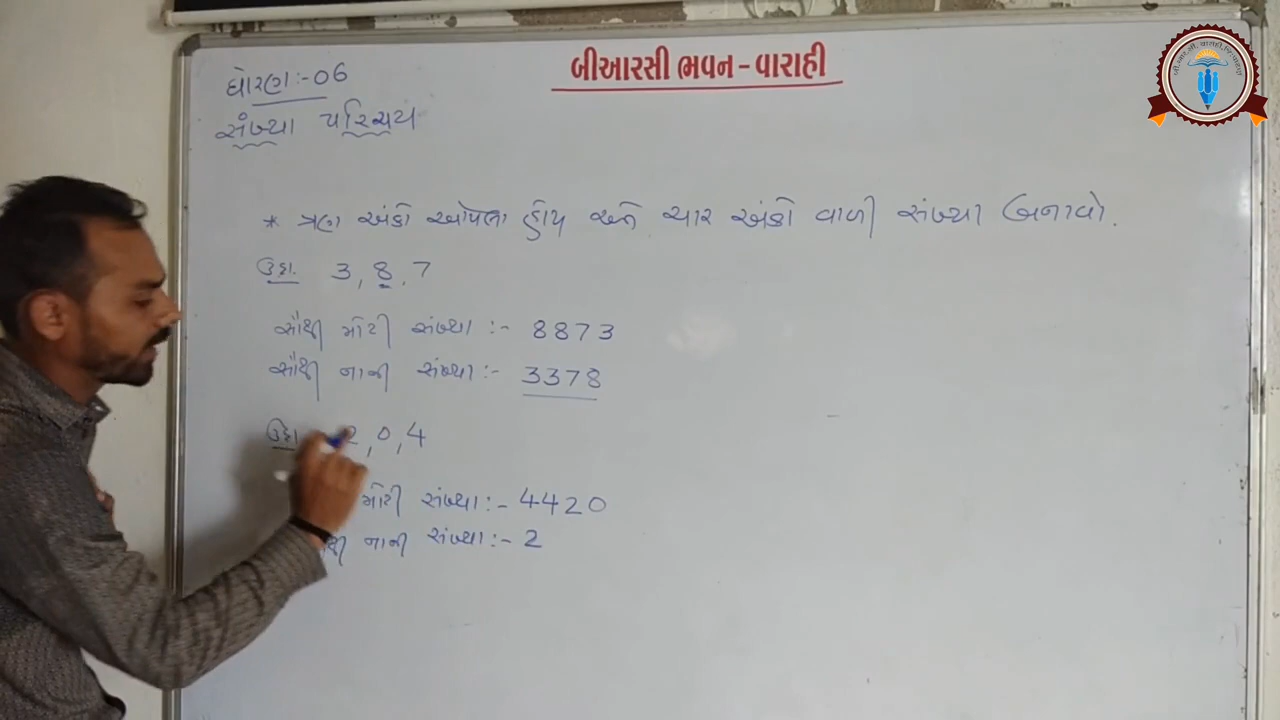 બીઆરસી ભવન - વારાહી
ધોરણ :- 06
સંખ્યા પરિચય
* ત્રણ અંકો આપેલા હોય અને ચાર અંકો વાળી સંખ્યા બનાવો.
ઉદા. 3, 8, 7
સૌથી મોટી સંખ્યા :- 8873
સૌથી નાની સંખ્યા :- 3378
ઉદા. 2, 0, 4
મોટી સંખ્યા :- 4420
નાની સંખ્યા :- 2